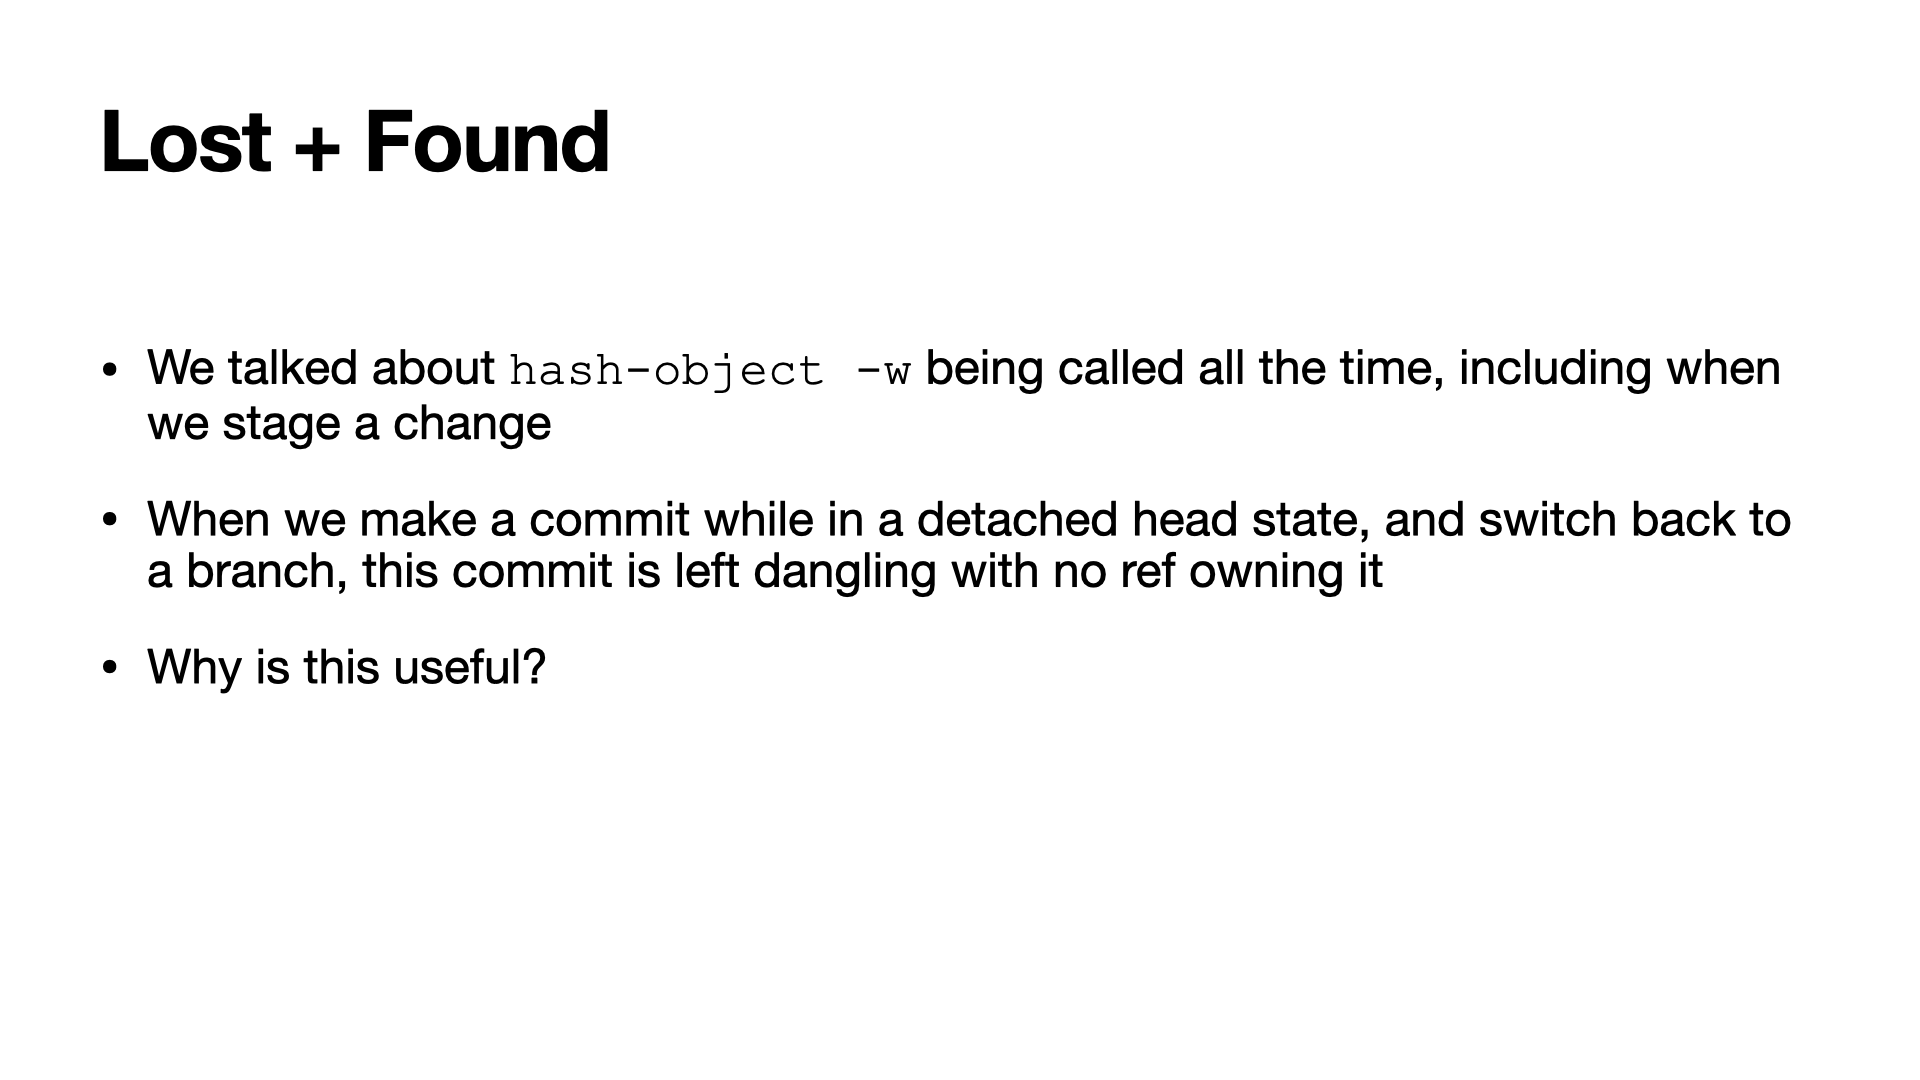 Lost + Found
• We talked about hash-object -w being called all the time, including when
we stage a change
• When we make a commit while in a detached head state, and switch back to
a branch, this commit is left dangling with no ref owning it
• Why is this useful?